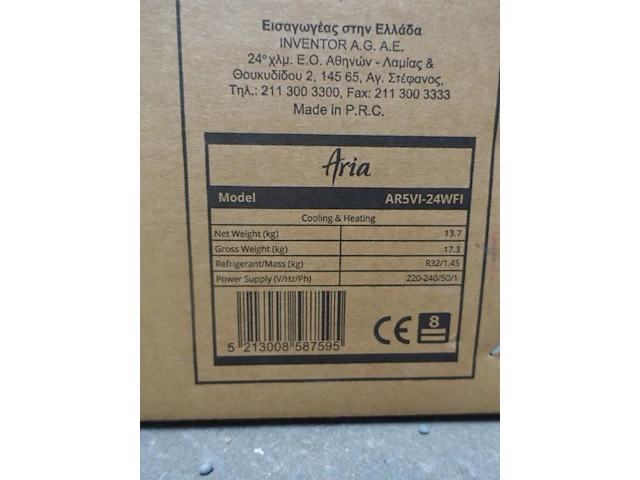 Εισαγωγέας στην Ελλάδα
INVENTOR A.G. A.E.
24ο χλμ. Ε.Ο. Αθηνών - Λαμίας &
Θουκυδίδου 2, 145 65, Αγ. Στέφανος,
Τηλ.: 211 300 3300, Fax: 211 300 3333
Made in P.R.C.
Aria
Model AR5VI-24WFI
Cooling & Heating
Net Weight (kg) 13.7
Gross Weight (kg) 17.3
Refrigerant/Mass (kg) R32/1.45
Power Supply (V/Hz/Ph) 220-240/50/1
CE 8
5 213008 587595